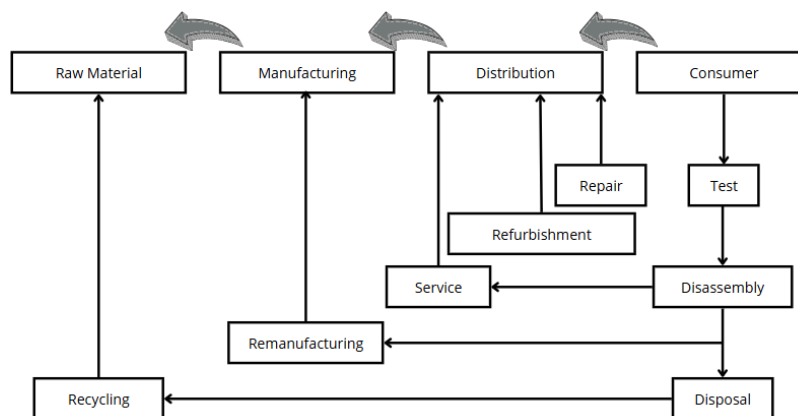 Raw Material
Manufacturing
Distribution
Consumer
Repair
Test
Refurbishment
Service
Disassembly
Remanufacturing
Recycling
Disposal